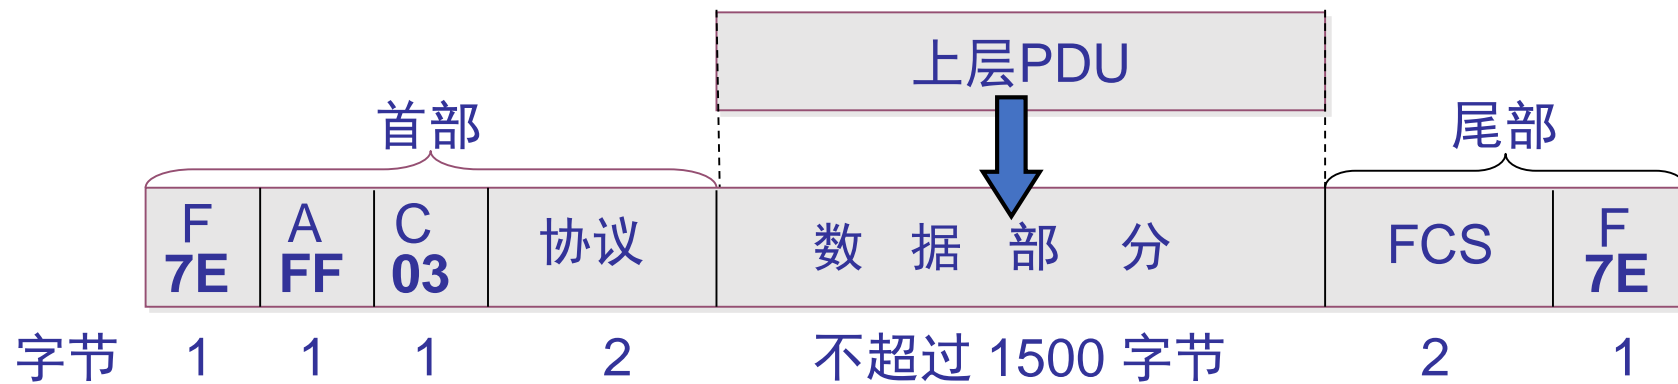 上层PDU
首部
尾部
F A C 协议 数 据 部 分 FCS F
7E FF 03 7E
字节 1 1 1 2 不超过 1500 字节 2 1